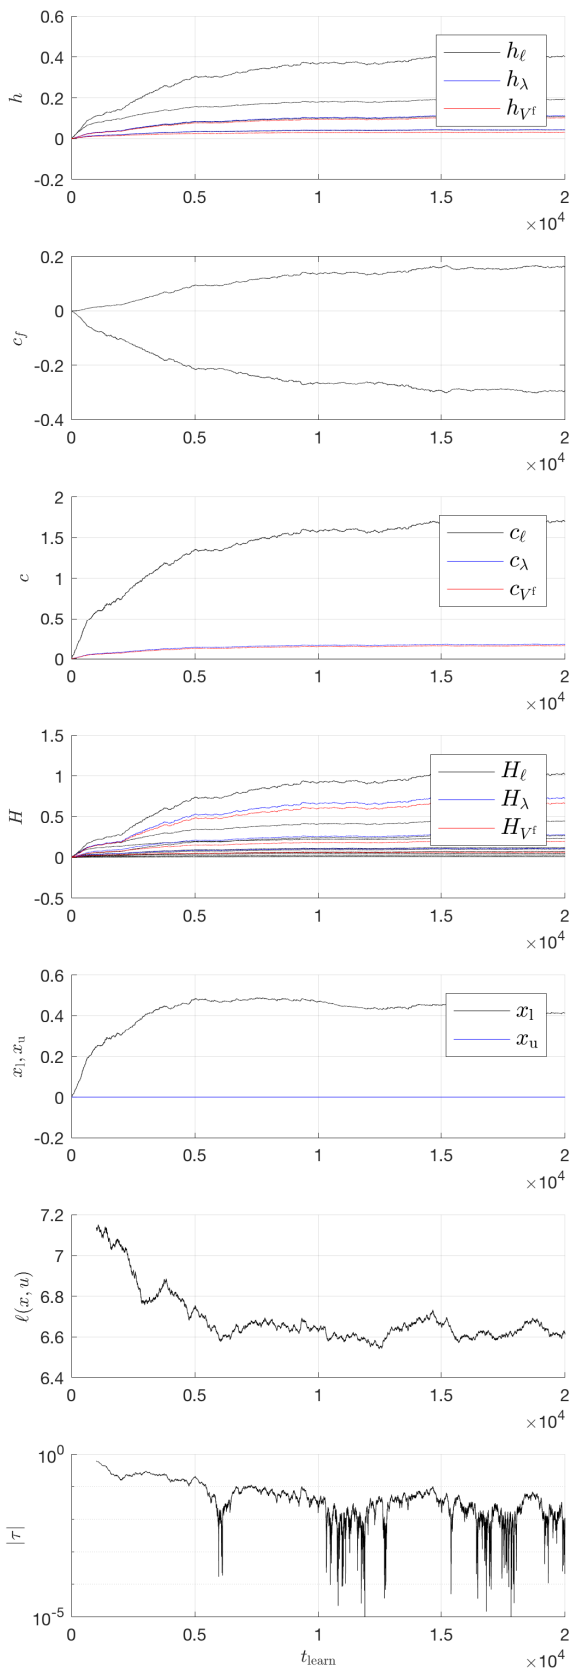 0.6
0.4
0.2
0
-0.2
h
h_ℓ
h_λ
h_{V^f}
0 0.5 1 1.5 2
×10^4
0.2
0
-0.2
-0.4
c_f
0 0.5 1 1.5 2
×10^4
2
1.5
1
0.5
0
c
c_ℓ
c_λ
c_{V^f}
0 0.5 1 1.5 2
×10^4
1.5
1
0.5
0
-0.5
H
H_ℓ
H_λ
H_{V^f}
0 0.5 1 1.5 2
×10^4
0.6
0.4
0.2
0
-0.2
x_l, x_u
x_l
x_u
0 0.5 1 1.5 2
×10^4
7.2
7
6.8
6.6
6.4
ℓ(x, u)
0 0.5 1 1.5 2
×10^4
10^0
10^{-5}
|τ|
0 0.5 1 1.5 2
t_learn
×10^4